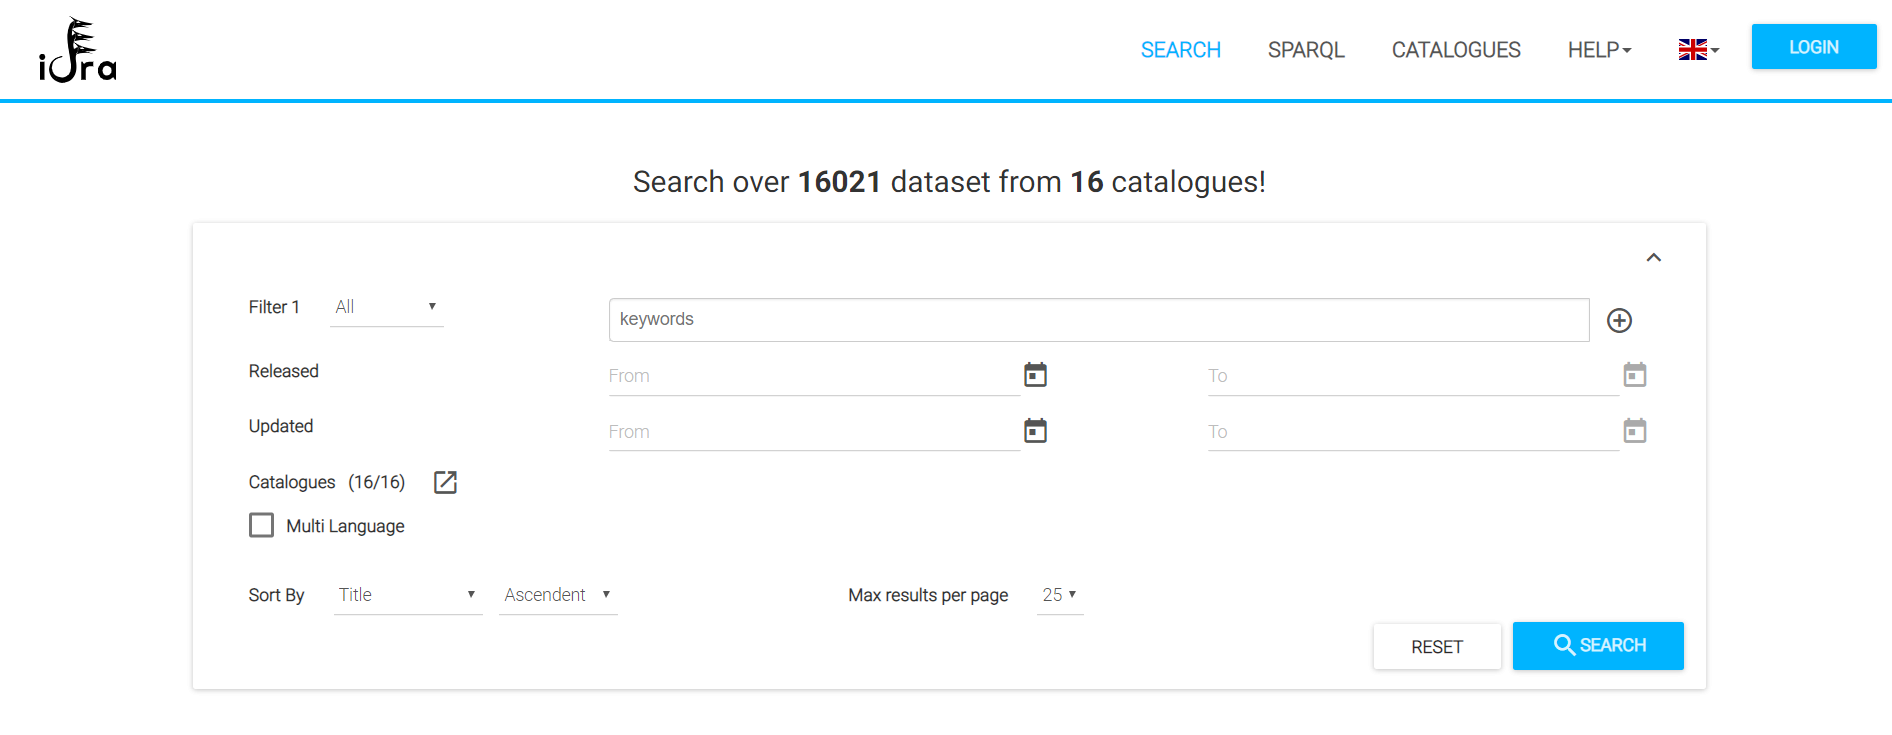 idra
SEARCH SPARQL CATALOGUES HELP LOGIN
Search over 16021 dataset from 16 catalogues!
Filter 1 All keywords
Released From To
Updated From To
Catalogues (16/16)
Multi Language
Sort By Title Ascendent Max results per page 25
RESET SEARCH